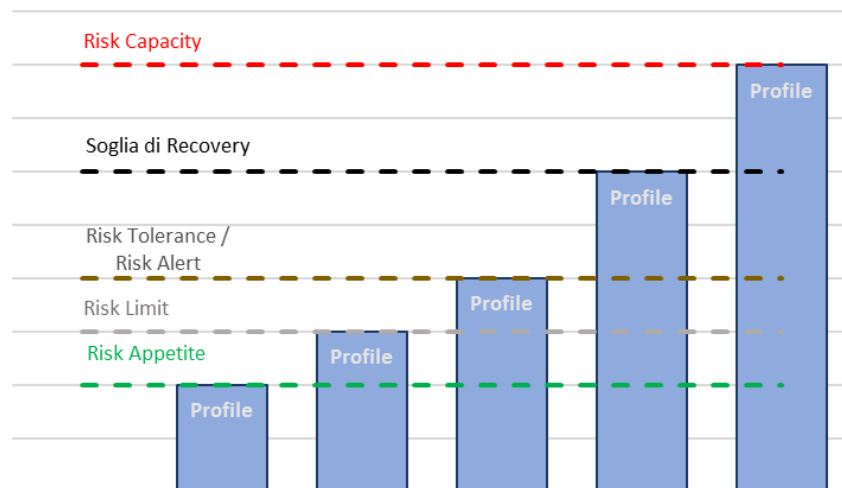 Risk Capacity
Profile
Soglia di Recovery
Profile
Risk Tolerance /
Risk Alert
Profile
Risk Limit
Profile
Risk Appetite
Profile